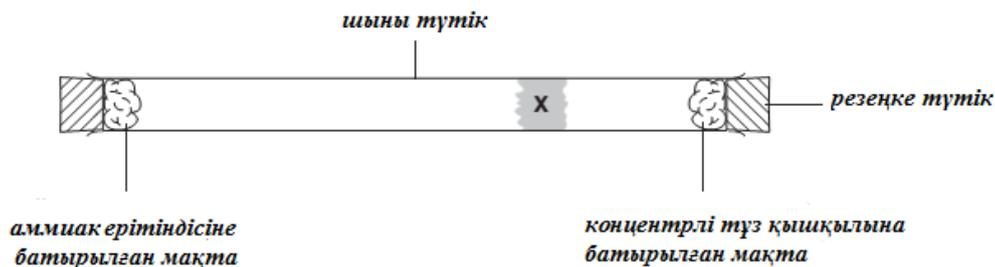 шыны түтік
X
резеңке түтік
аммиак ерітіндісіне
батырылған мақта
концентрлі тұз қышқылына
батырылған мақта